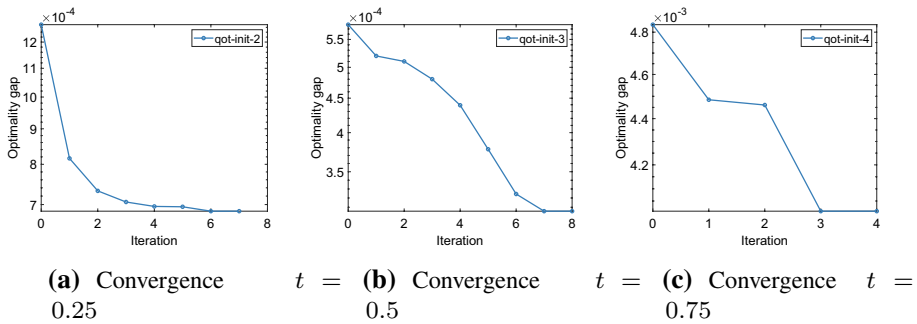 ×10⁻⁴
12
11
10
9
8
7
Optimality gap
qot-init-2
0 2 4 6 8
Iteration
×10⁻⁴
5.5
5
4.5
4
3.5
Optimality gap
qot-init-3
0 2 4 6 8
Iteration
×10⁻³
4.8
4.6
4.4
4.2
Optimality gap
qot-init-4
0 1 2 3 4
Iteration
(a) Convergence t =
0.25
(b) Convergence t =
0.5
(c) Convergence t =
0.75